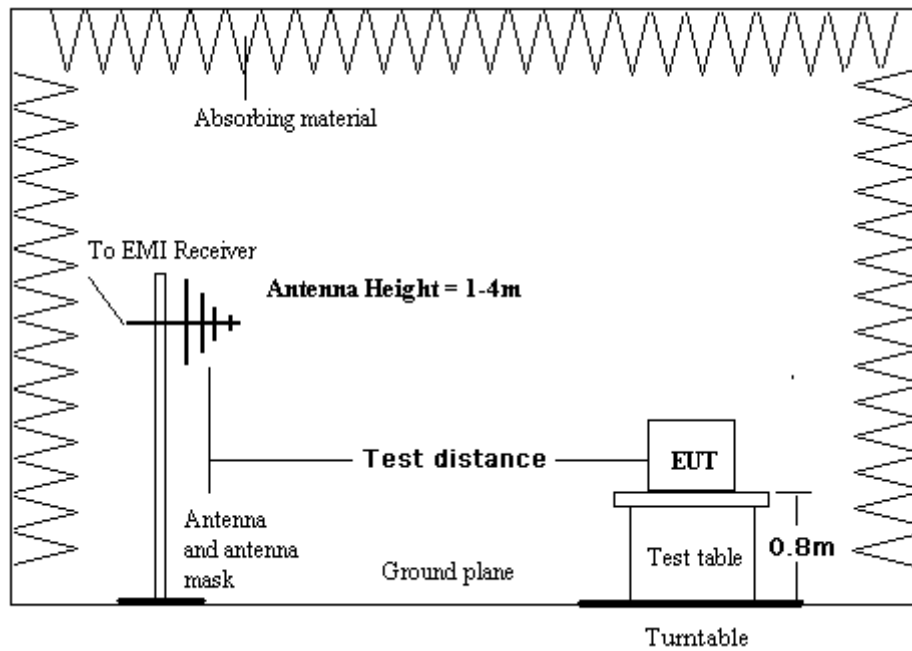 Absorbing material
To EMI Receiver
Antenna Height = 1-4m
Test distance
EUT
Antenna
and antenna
mask
Ground plane
Test table
0.8m
Turntable